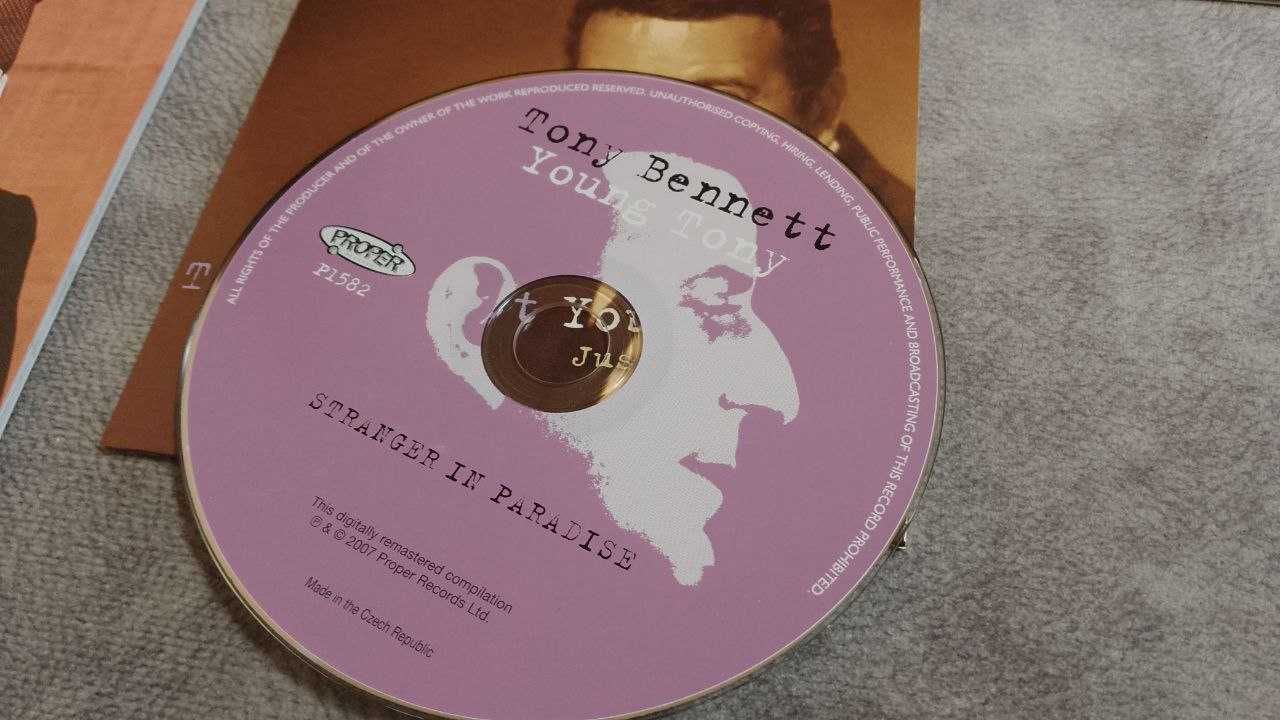 ALL RIGHTS OF THE PRODUCER AND OF THE OWNER OF THE WORK REPRODUCED RESERVED. UNAUTHORISED COPYING, HIRING, LENDING, PUBLIC PERFORMANCE AND BROADCASTING OF THIS RECORD PROHIBITED.
Tony Bennett
Young Tony
PROPER
P1582
T
t You
Jus
STRANGER IN PARADISE
This digitally remastered compilation
℗ & © 2007 Proper Records Ltd.
Made in the Czech Republic